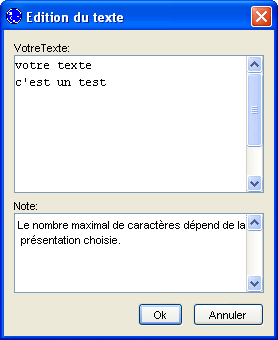 Edition du texte
VotreTexte:
votre texte
c'est un test
Note:
Le nombre maximal de caractères dépend de la
présentation choisie.
Ok
Annuler